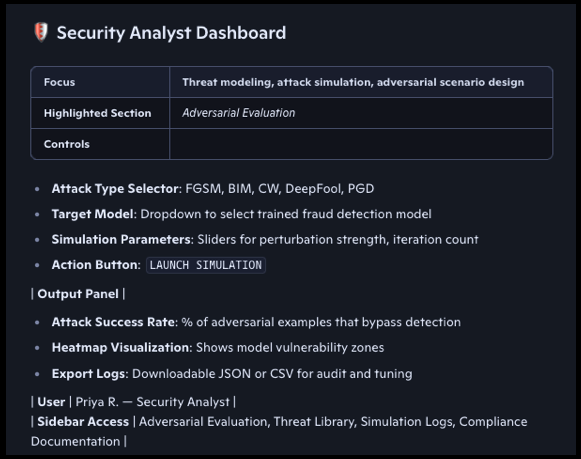 Security Analyst Dashboard
Focus Threat modeling, attack simulation, adversarial scenario design
Highlighted Section Adversarial Evaluation
Controls
• Attack Type Selector: FGSM, BIM, CW, DeepFool, PGD
• Target Model: Dropdown to select trained fraud detection model
• Simulation Parameters: Sliders for perturbation strength, iteration count
• Action Button: LAUNCH SIMULATION
| Output Panel |
• Attack Success Rate: % of adversarial examples that bypass detection
• Heatmap Visualization: Shows model vulnerability zones
• Export Logs: Downloadable JSON or CSV for audit and tuning
| User | Priya R. — Security Analyst |
| Sidebar Access | Adversarial Evaluation, Threat Library, Simulation Logs, Compliance
Documentation |